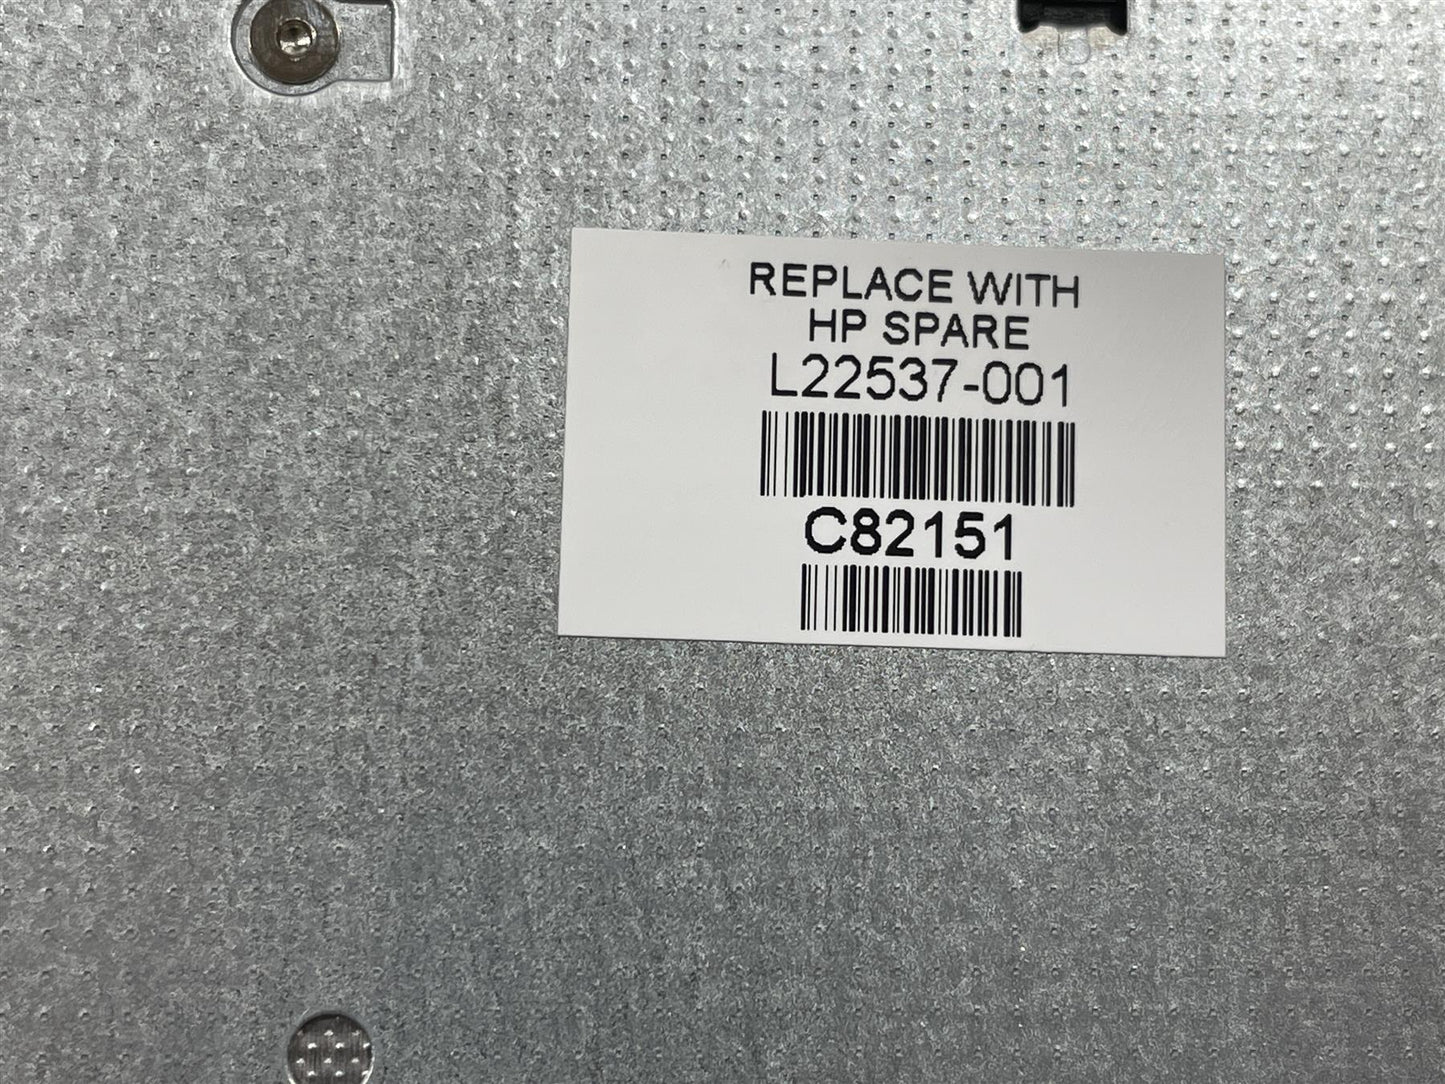 REPLACE WITH
HP SPARE
L22537-001
C82151